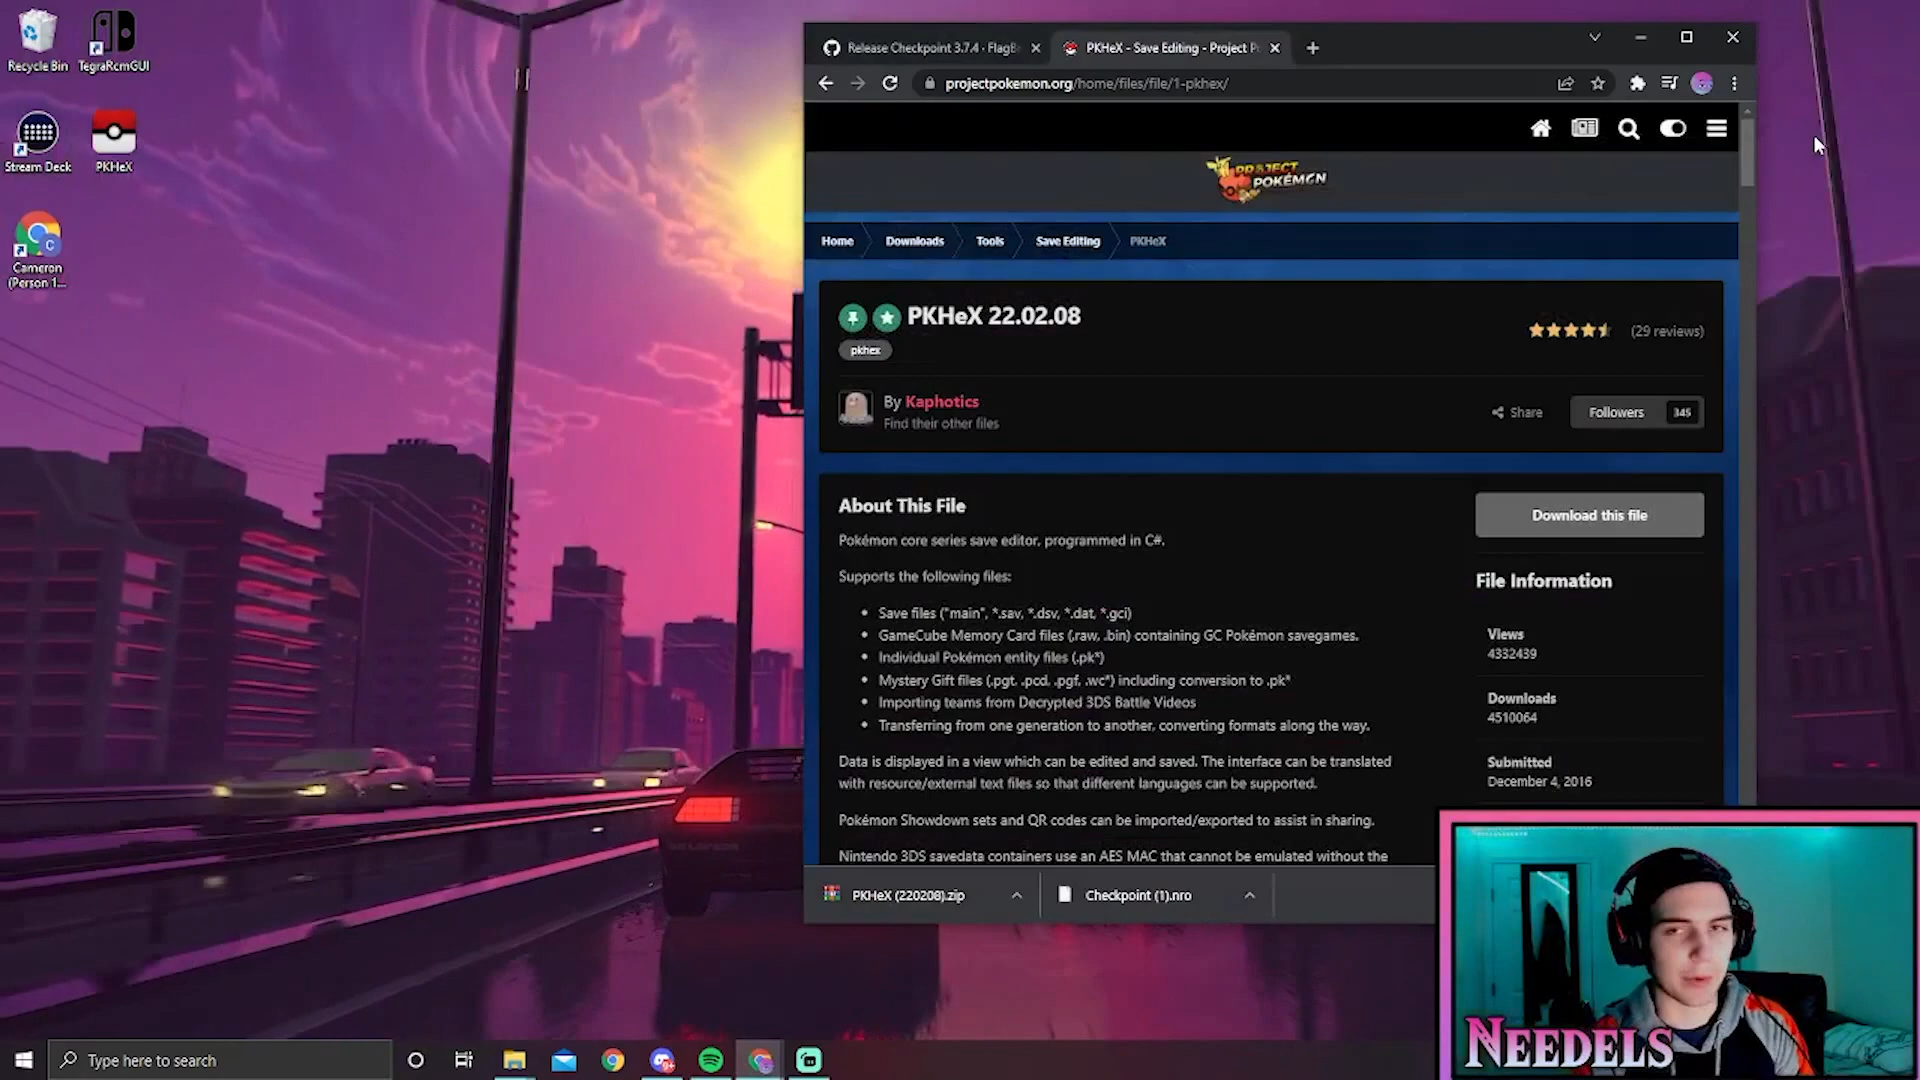 Recycle Bin
TegraRcmGUI
Stream Deck
PKHeX
Cameron
(Person 1...
Release Checkpoint 3.7.4 · FlagB
PKHeX - Save Editing - Project P
projectpokemon.org/home/files/file/1-pkhex/
PROJECT
POKÉMON
Home
Downloads
Tools
Save Editing
PKHeX
PKHeX 22.02.08
(29 reviews)
pkhex
By Kaphotics
Find their other files
Share
Followers
345
About This File
Download this file
Pokémon core series save editor, programmed in C#.
Supports the following files:
• Save files ("main", *.sav, *.dsv, *.dat, *.gci)
• GameCube Memory Card files (.raw, .bin) containing GC Pokémon savegames.
• Individual Pokémon entity files (.pk*)
• Mystery Gift files (.pgt, .pcd, .pgf, .wc*) including conversion to .pk*
• Importing teams from Decrypted 3DS Battle Videos
• Transferring from one generation to another, converting formats along the way.
Data is displayed in a view which can be edited and saved. The interface can be translated
with resource/external text files so that different languages can be supported.
Pokémon Showdown sets and QR codes can be imported/exported to assist in sharing.
Nintendo 3DS savedata containers use an AES MAC that cannot be emulated without the
File Information
Views
4332439
Downloads
4510064
Submitted
December 4, 2016
PKHeX (220208).zip
Checkpoint (1).nro
NEEDELS
Type here to search